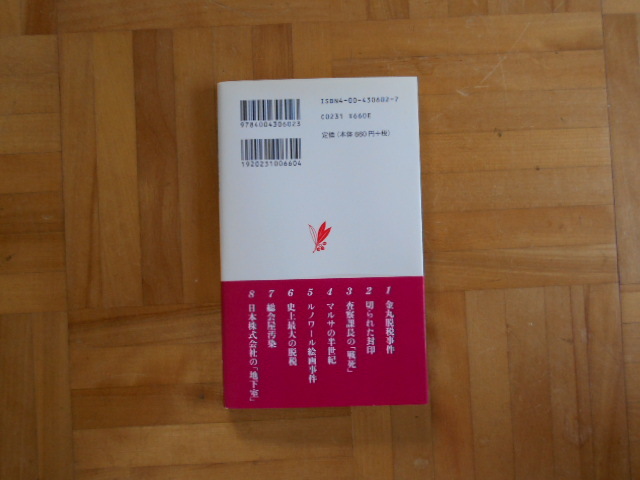 ISBN4-00-430602-7
C0231 ¥660E
定価（本体660円+税）
9784004306023
1920231006604
1 金丸脱税事件
2 切られた封印
3 査察課長の「戦死」
4 マルサの半世紀
5 ルノワール絵画事件
6 史上最大の脱税
7 総会屋汚染
8 日本株式会社の「地下室」